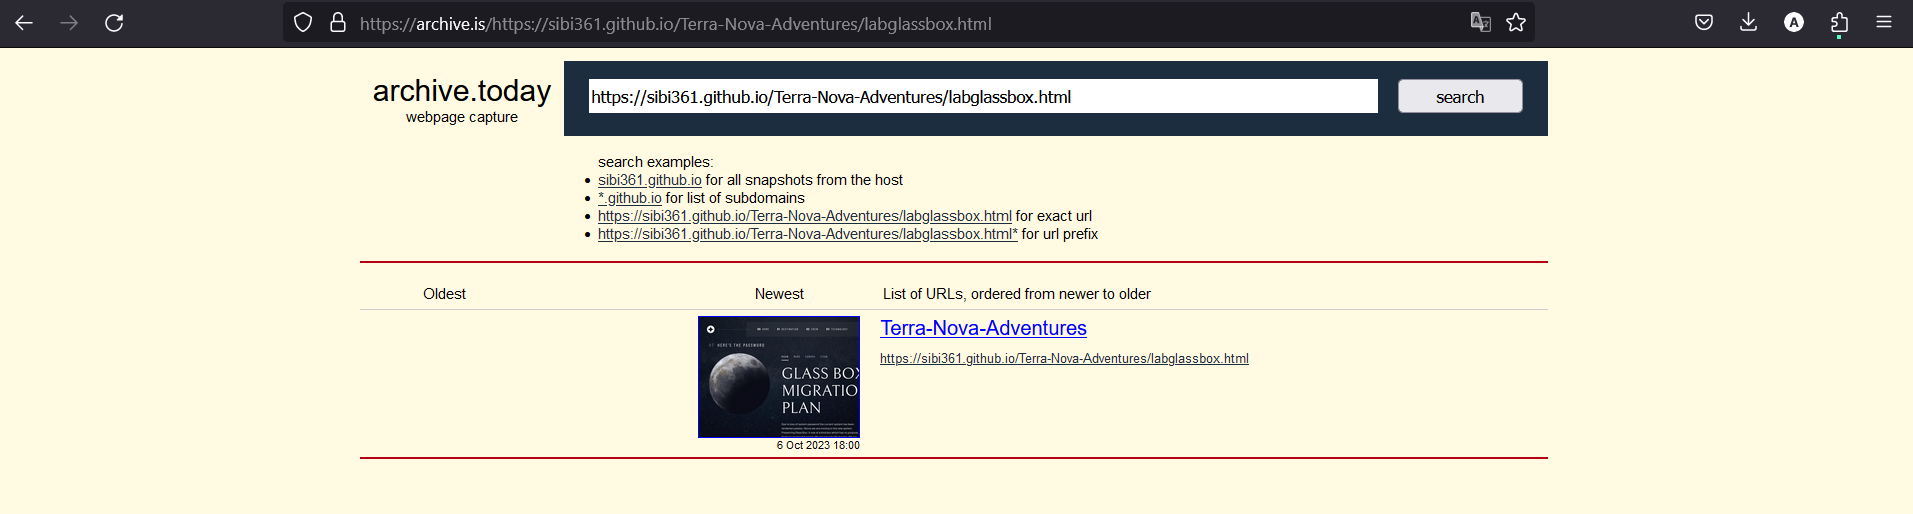 https://archive.is/https://sibi361.github.io/Terra-Nova-Adventures/labglassbox.html
A
archive.today
webpage capture
https://sibi361.github.io/Terra-Nova-Adventures/labglassbox.html
search
search examples:
• sibi361.github.io for all snapshots from the host
• *.github.io for list of subdomains
• https://sibi361.github.io/Terra-Nova-Adventures/labglassbox.html for exact url
• https://sibi361.github.io/Terra-Nova-Adventures/labglassbox.html* for url prefix
Oldest
Newest
List of URLs, ordered from newer to older
HERE'S THE PASSWORD
GLASS BOX
MIGRATIO
PLAN
6 Oct 2023 18:00
Terra-Nova-Adventures
https://sibi361.github.io/Terra-Nova-Adventures/labglassbox.html